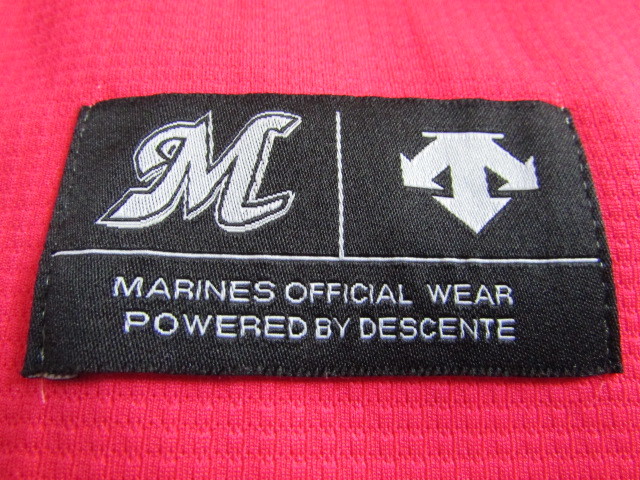 M
MARINES OFFICIAL WEAR
POWERED BY DESCENTE